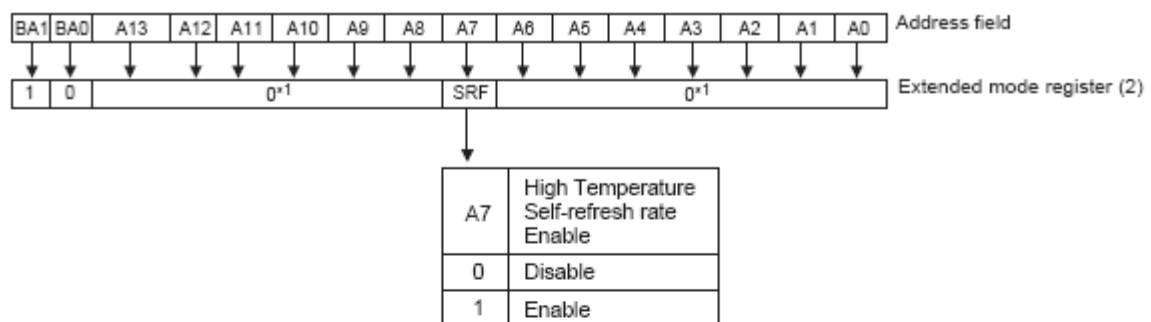 BA1 BA0 A13 A12 A11 A10 A9 A8 A7 A6 A5 A4 A3 A2 A1 A0 Address field
1 0 0*1 SRF 0*1 Extended mode register (2)
A7 High Temperature
Self-refresh rate
Enable
0 Disable
1 Enable